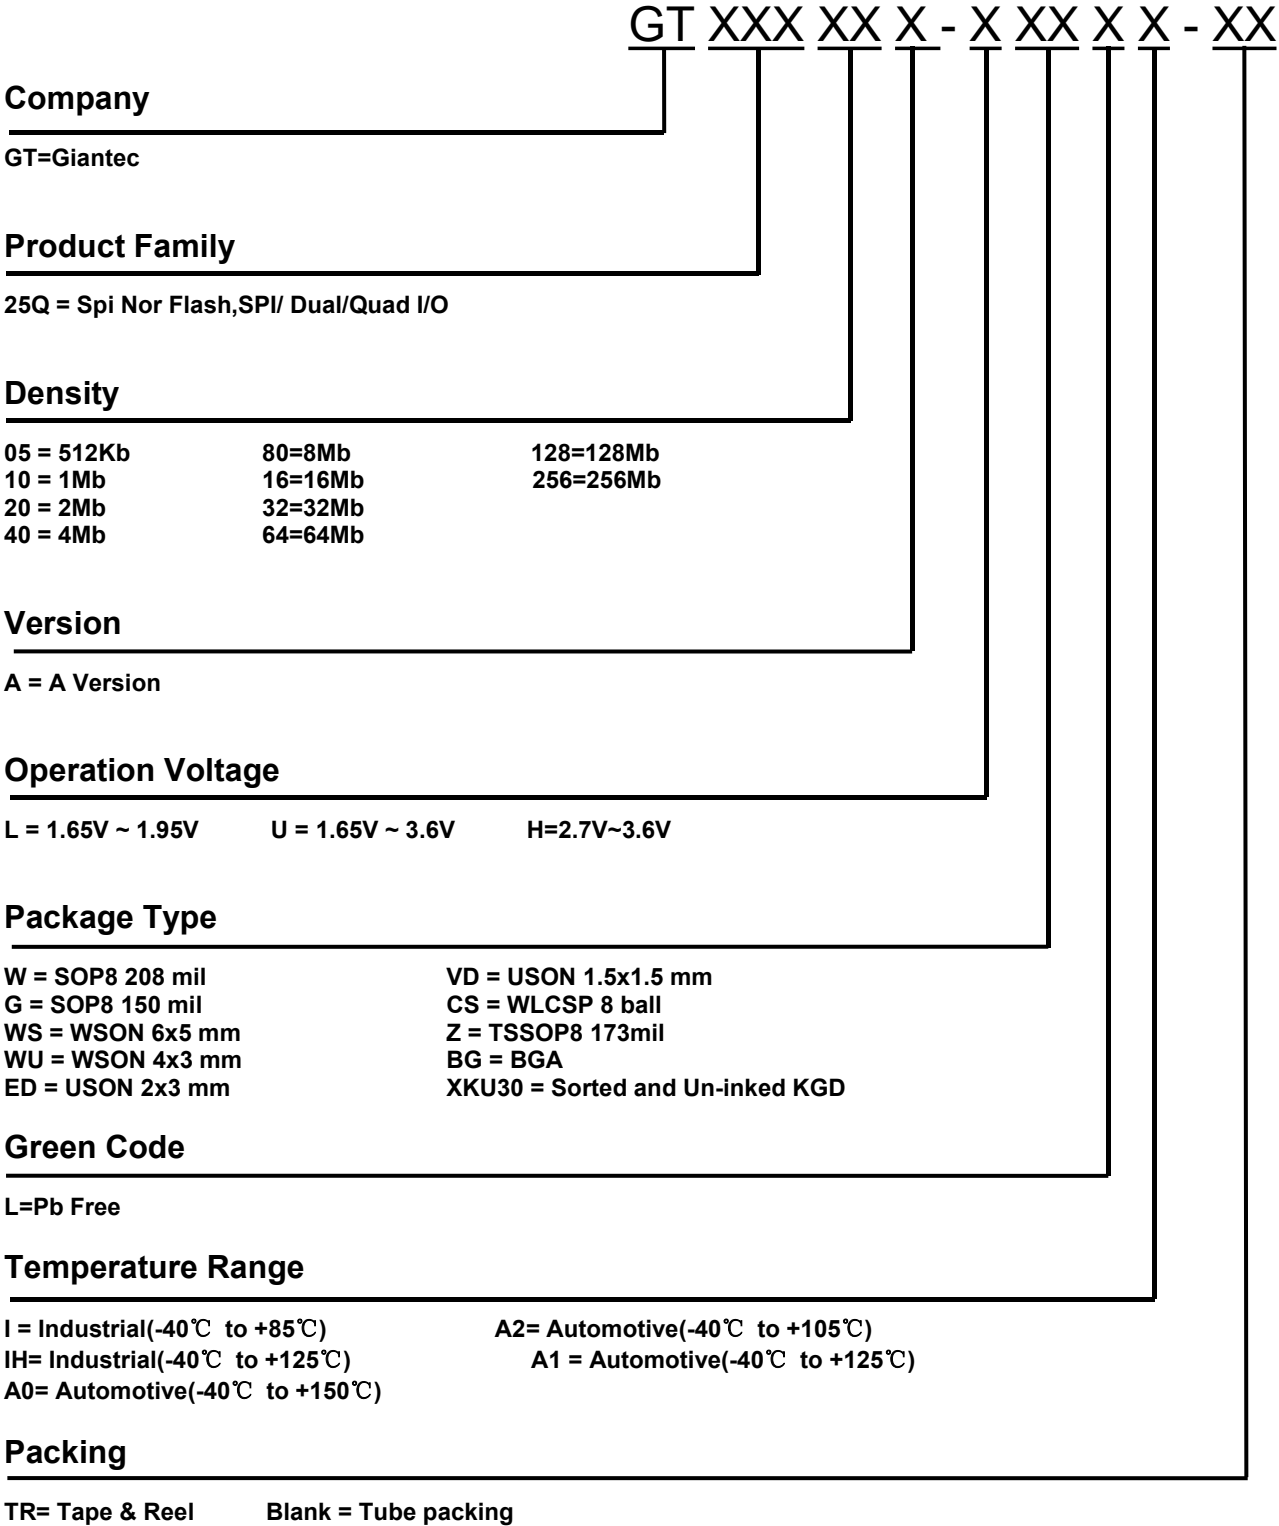 GT XXX XX X - X XX X X - XX
Company
GT=Giantec
Product Family
25Q = Spi Nor Flash,SPI/ Dual/Quad I/O
Density
05 = 512Kb 80=8Mb 128=128Mb
10 = 1Mb 16=16Mb 256=256Mb
20 = 2Mb 32=32Mb
40 = 4Mb 64=64Mb
Version
A = A Version
Operation Voltage
L = 1.65V ~ 1.95V U = 1.65V ~ 3.6V H=2.7V~3.6V
Package Type
W = SOP8 208 mil VD = USON 1.5x1.5 mm
G = SOP8 150 mil CS = WLCSP 8 ball
WS = WSON 6x5 mm Z = TSSOP8 173mil
WU = WSON 4x3 mm BG = BGA
ED = USON 2x3 mm XKU30 = Sorted and Un-inked KGD
Green Code
L=Pb Free
Temperature Range
I = Industrial(-40℃ to +85℃) A2= Automotive(-40℃ to +105℃)
IH= Industrial(-40℃ to +125℃) A1 = Automotive(-40℃ to +125℃)
A0= Automotive(-40℃ to +150℃)
Packing
TR= Tape & Reel Blank = Tube packing